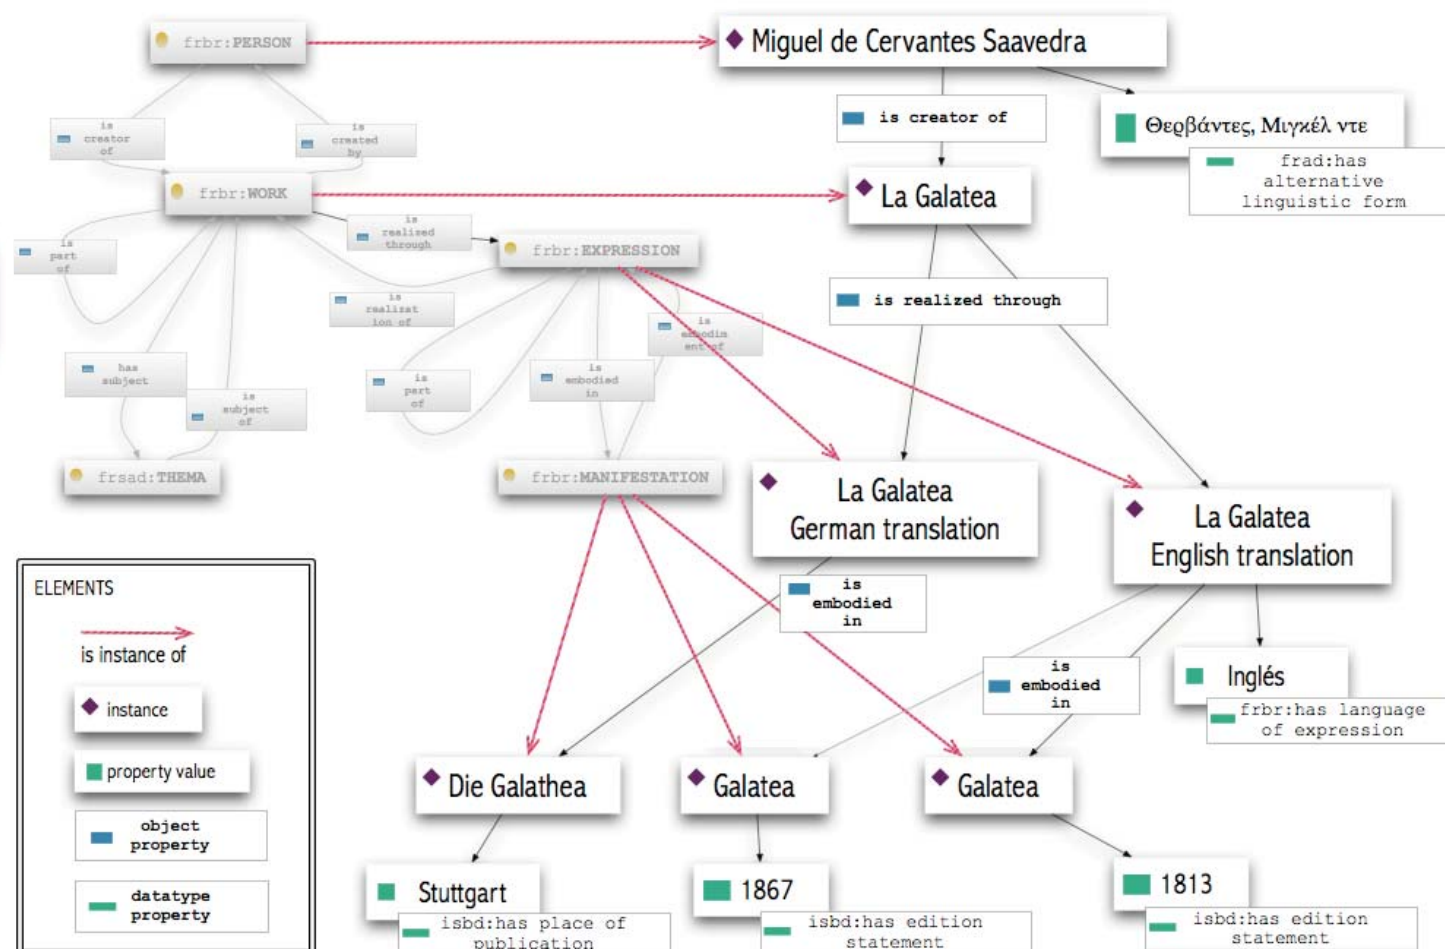 frbr:PERSON
Miguel de Cervantes Saavedra
is
creator
of
is
created
by
is creator of
Θερβάντες, Μιγκέλ ντε
frad:has
alternative
linguistic form
frbr:WORK
La Galatea
is
realized
through
is
part
of
frbr:EXPRESSION
is
realizat
ion of
is realized through
is
embodim
ent of
has
subject
is
subject
of
is
part
of
is
embodied
in
frsad:THEMA
frbr:MANIFESTATION
La Galatea
German translation
La Galatea
English translation
is
embodied
in
is
embodied
in
Inglés
frbr:has language
of expression
ELEMENTS
is instance of
instance
property value
object
property
datatype
property
Die Galathea
Galatea
Galatea
Stuttgart
isbd:has place of
publication
1867
isbd:has edition
statement
1813
isbd:has edition
statement